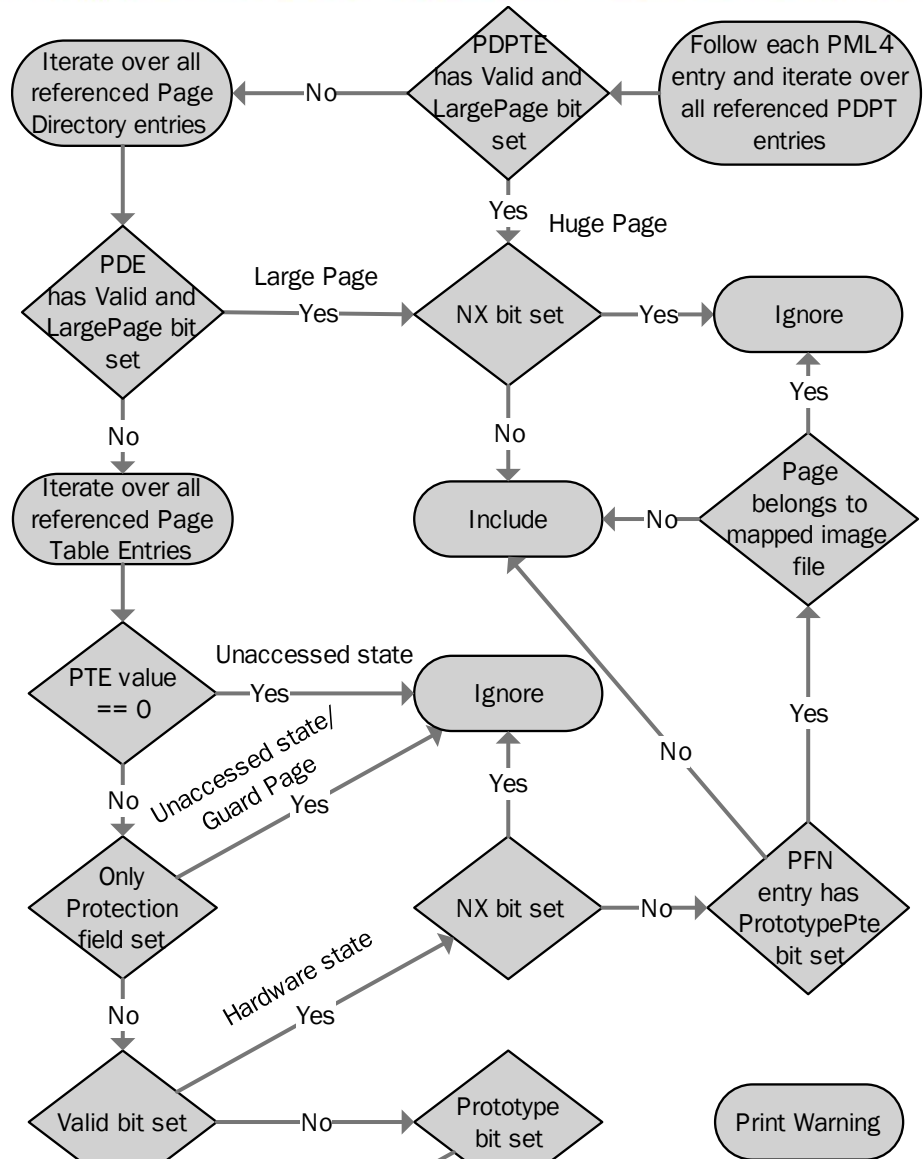 Iterate over all
referenced Page
Directory entries
No
PDPTE
has Valid and
LargePage bit
set
Follow each PML4
entry and iterate over
all referenced PDPT
entries
Yes
Huge Page
PDE
has Valid and
LargePage bit
set
Large Page
Yes
NX bit set
Yes
Ignore
No
No
Yes
Iterate over all
referenced Page
Table Entries
Include
No
Page
belongs to
mapped image
file
PTE value
== 0
Unaccessed state
Yes
Ignore
No
Yes
No
Unaccessed state/
Guard Page
Yes
Yes
Only
Protection
field set
NX bit set
No
PFN
entry has
PrototypePte
bit set
No
Hardware state
Yes
Valid bit set
No
Prototype
bit set
Print Warning